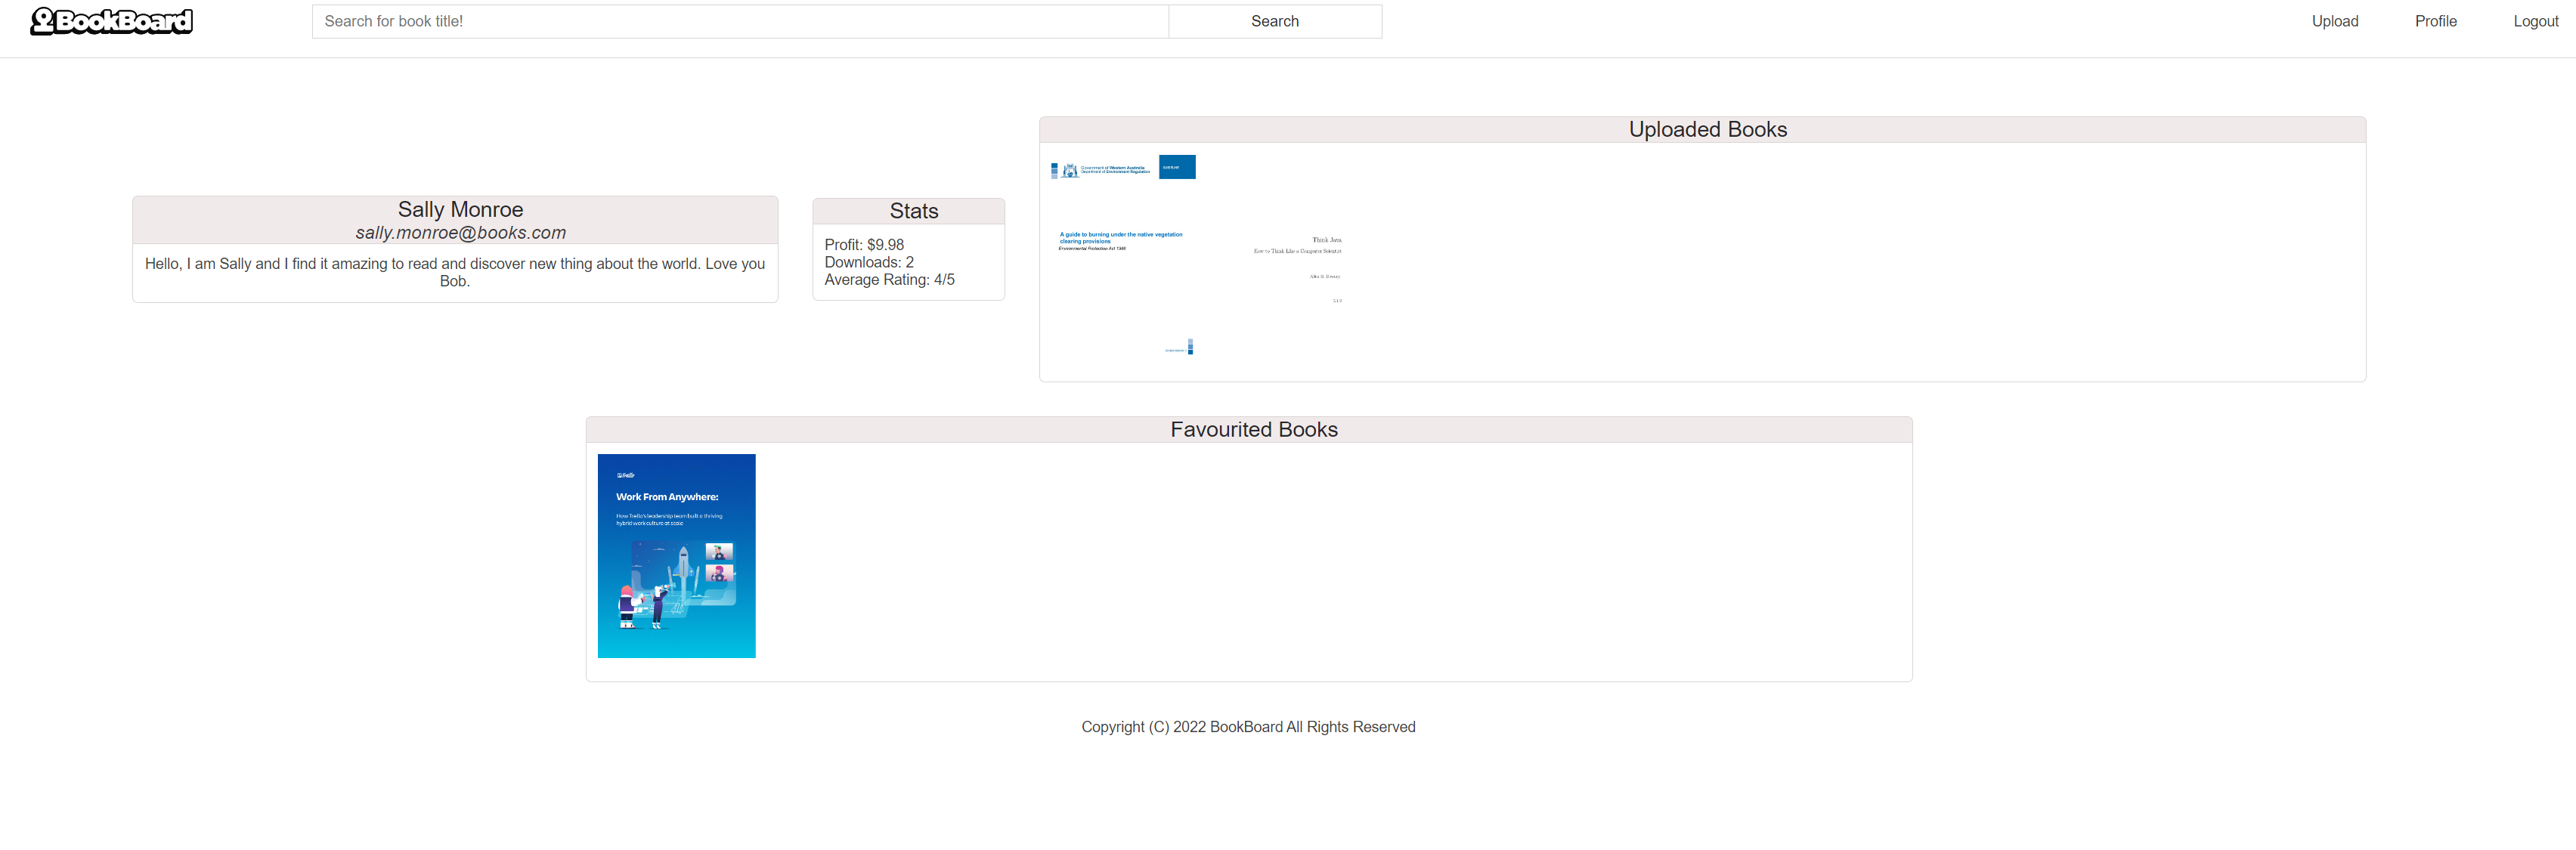 BookBoard
Search for book title!
Search
Upload
Profile
Logout
Sally Monroe
sally.monroe@books.com
Hello, I am Sally and I find it amazing to read and discover new thing about the world. Love you
Bob.
Stats
Profit: $9.98
Downloads: 2
Average Rating: 4/5
Uploaded Books
Government of Western Australia
Department of Environment Regulation
A guide to burning under the native vegetation
clearing provisions
Environmental Protection Act 1986
Think Java
How to Think Like a Computer Scientist
Allen B. Downey
Favourited Books
Trello
Work From Anywhere:
How Trello's leadership team built a thriving
hybrid work culture at scale
Copyright (C) 2022 BookBoard All Rights Reserved